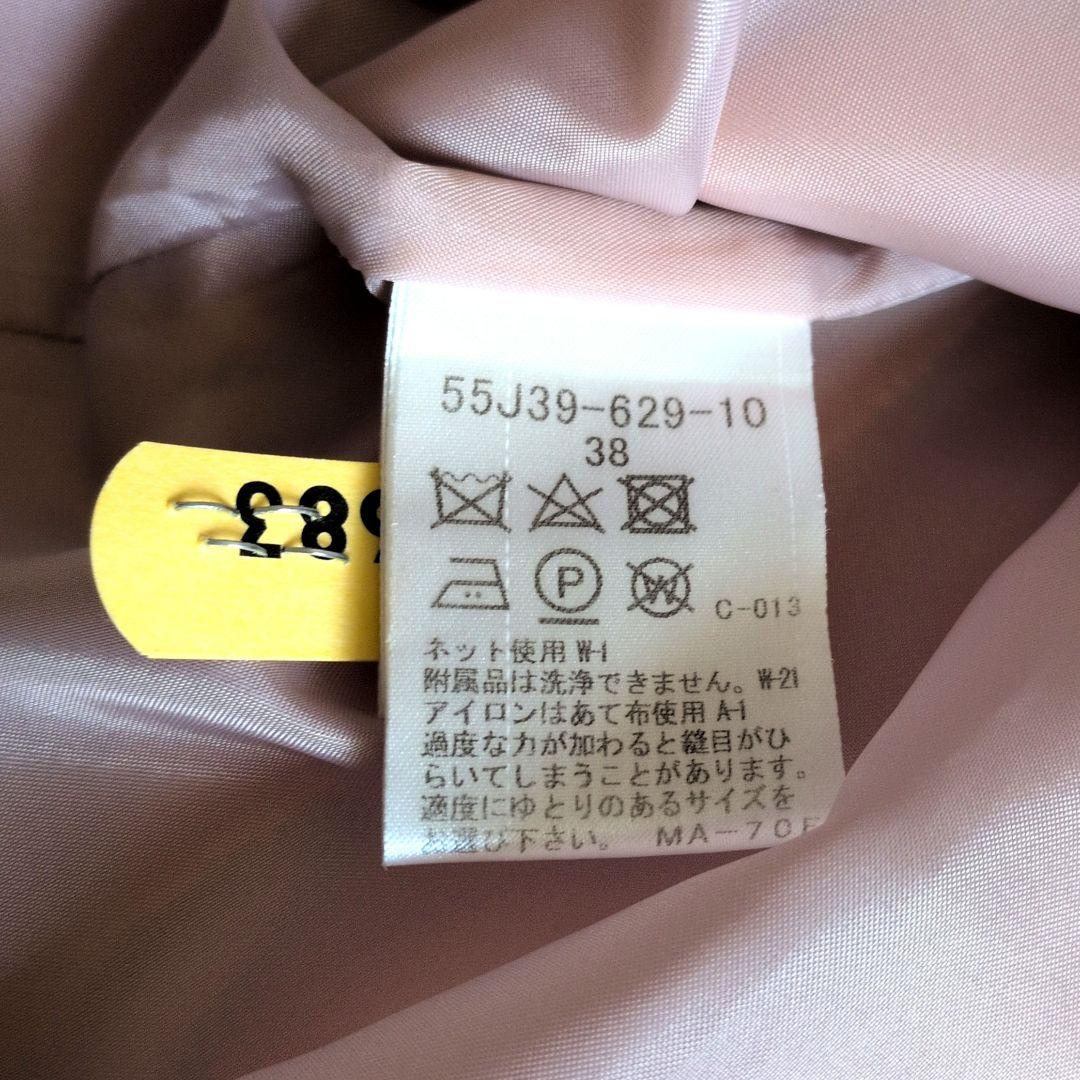 55J39-629-10
38
P
W
C-013
ネット使用 W-1
附属品は洗浄できません。W-21
アイロンはあて布使用 A-1
過度な力が加わると縫目がひ
らいてしまうことがあります。
適度にゆとりのあるサイズを
お選び下さい。 MA-70F